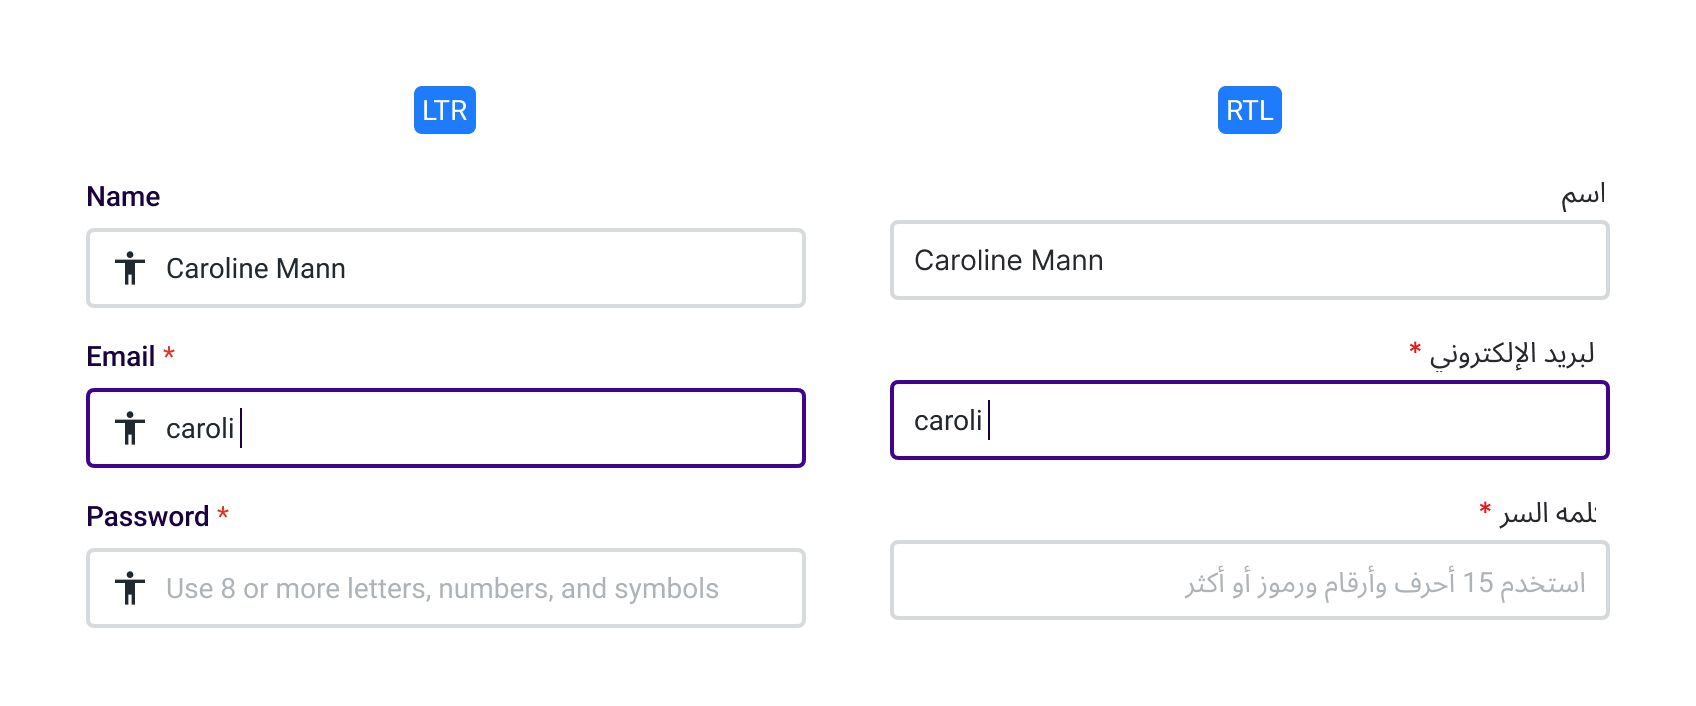 LTR
Name
Caroline Mann
Email *
caroli
Password *
Use 8 or more letters, numbers, and symbols
RTL
اسم
Caroline Mann
لبريد الإلكتروني *
caroli
لمه السر *
استخدم 15 أحرف وأرقام ورموز أو أكثر